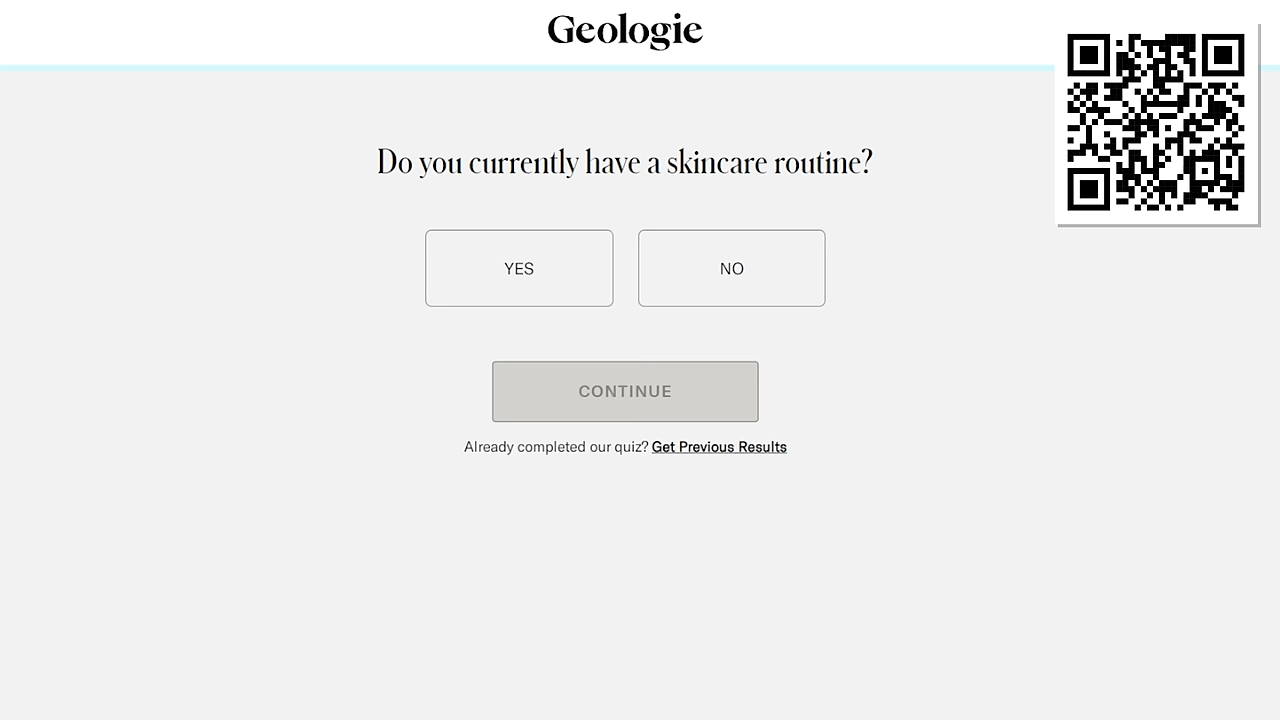 Geologie
Do you currently have a skincare routine?
YES
NO
CONTINUE
Already completed our quiz? Get Previous Results